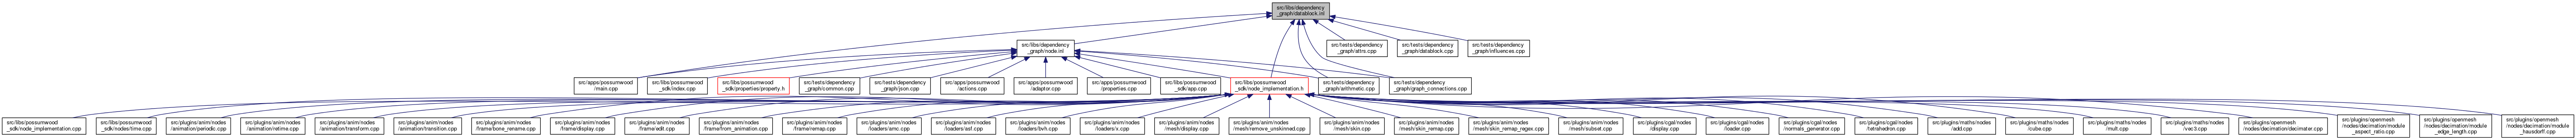 src/libs/dependency
_graph/datablock.inl
src/libs/dependency
_graph/node.inl
src/tests/dependency
_graph/attrs.cpp
src/tests/dependency
_graph/datablock.cpp
src/tests/dependency
_graph/influences.cpp
src/apps/possumwood
/main.cpp
src/libs/possumwood
_sdk/index.cpp
src/libs/possumwood
_sdk/properties/property.h
src/tests/dependency
_graph/common.cpp
src/tests/dependency
_graph/json.cpp
src/apps/possumwood
/actions.cpp
src/apps/possumwood
/adaptor.cpp
src/apps/possumwood
/properties.cpp
src/libs/possumwood
_sdk/app.cpp
src/libs/possumwood
_sdk/node_implementation.h
src/tests/dependency
_graph/arithmetic.cpp
src/tests/dependency
_graph/graph_connections.cpp
src/libs/possumwood
_sdk/node_implementation.cpp
src/libs/possumwood
_sdk/nodes/time.cpp
src/plugins/anim/nodes
/animation/periodic.cpp
src/plugins/anim/nodes
/animation/retime.cpp
src/plugins/anim/nodes
/animation/transform.cpp
src/plugins/anim/nodes
/animation/transition.cpp
src/plugins/anim/nodes
/frame/bone_rename.cpp
src/plugins/anim/nodes
/frame/display.cpp
src/plugins/anim/nodes
/frame/edit.cpp
src/plugins/anim/nodes
/frame/from_animation.cpp
src/plugins/anim/nodes
/frame/remap.cpp
src/plugins/anim/nodes
/loaders/amc.cpp
src/plugins/anim/nodes
/loaders/asf.cpp
src/plugins/anim/nodes
/loaders/bvh.cpp
src/plugins/anim/nodes
/loaders/x.cpp
src/plugins/anim/nodes
/mesh/display.cpp
src/plugins/anim/nodes
/mesh/remove_unskinned.cpp
src/plugins/anim/nodes
/mesh/skin.cpp
src/plugins/anim/nodes
/mesh/skin_remap.cpp
src/plugins/anim/nodes
/mesh/skin_remap_regex.cpp
src/plugins/anim/nodes
/mesh/subset.cpp
src/plugins/cgal/nodes
/display.cpp
src/plugins/cgal/nodes
/loader.cpp
src/plugins/cgal/nodes
/normals_generator.cpp
src/plugins/cgal/nodes
/tetrahedron.cpp
src/plugins/maths/nodes
/add.cpp
src/plugins/maths/nodes
/cube.cpp
src/plugins/maths/nodes
/mult.cpp
src/plugins/maths/nodes
/vec3.cpp
src/plugins/openmesh
/nodes/decimation/decimater.cpp
src/plugins/openmesh
/nodes/decimation/module
_aspect_ratio.cpp
src/plugins/openmesh
/nodes/decimation/module
_edge_length.cpp
src/plugins/openmesh
/nodes/decimation/module
_hausdorff.cpp